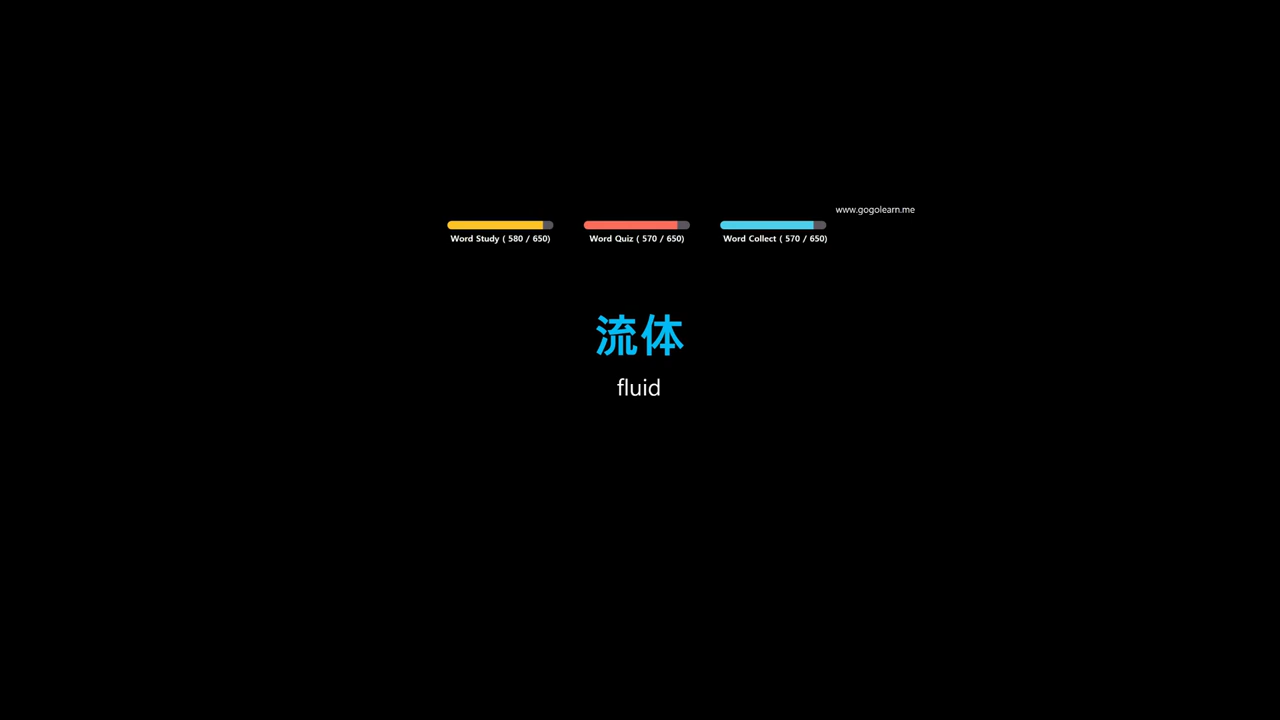 www.gogolearn.me
Word Study ( 580 / 650)
Word Quiz ( 570 / 650)
Word Collect ( 570 / 650)
流体
fluid